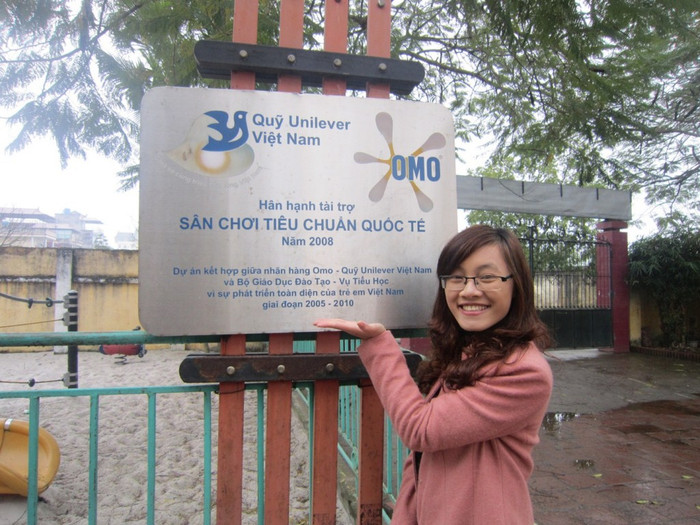 Quỹ Unilever
Việt Nam
OMO
Hân hạnh tài trợ
SÂN CHƠI TIÊU CHUẨN QUỐC TẾ
Năm 2008
Dự án kết hợp giữa nhãn hàng Omo - Quỹ Unilever Việt Nam
và Bộ Giáo Dục Đào Tạo - Vụ Tiểu Học
vì sự phát triển toàn diện của trẻ em Việt Nam
giai đoạn 2005 - 2010